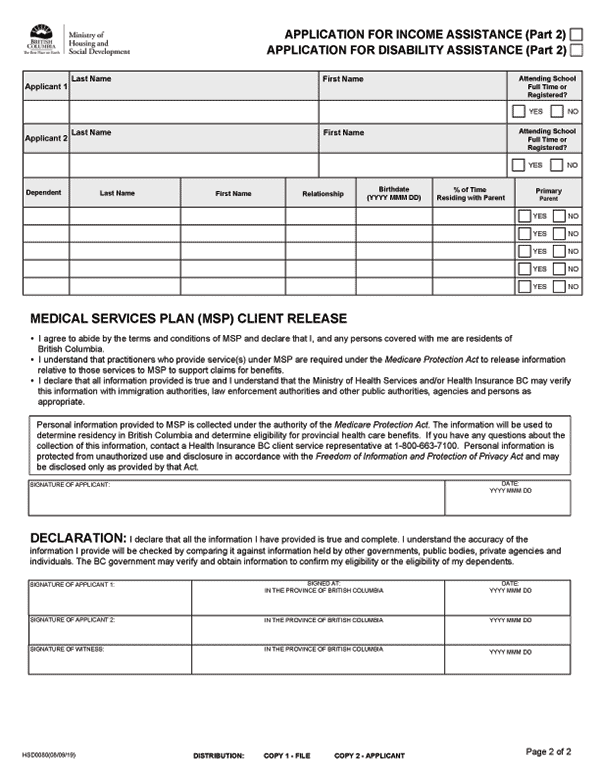 BRITISH COLUMBIA
The Best Place on Earth
Ministry of
Housing and
Social Development
APPLICATION FOR INCOME ASSISTANCE (Part 2)
APPLICATION FOR DISABILITY ASSISTANCE (Part 2)
Applicant 1
Last Name
First Name
Attending School
Full Time or
Registered?
YES NO
Applicant 2
Last Name
First Name
Attending School
Full Time or
Registered?
YES NO
Dependent
Last Name
First Name
Relationship
Birthdate
(YYYY MMM DD)
% of Time
Residing with Parent
Primary
Parent
YES NO
YES NO
YES NO
YES NO
YES NO
MEDICAL SERVICES PLAN (MSP) CLIENT RELEASE
• I agree to abide by the terms and conditions of MSP and declare that I, and any persons covered with me are residents of
British Columbia.
• I understand that practitioners who provide service(s) under MSP are required under the Medicare Protection Act to release information
relative to those services to MSP to support claims for benefits.
• I declare that all information provided is true and I understand that the Ministry of Health Services and/or Health Insurance BC may verify
this information with immigration authorities, law enforcement authorities and other public authorities, agencies and persons as
appropriate.
Personal information provided to MSP is collected under the authority of the Medicare Protection Act. The information will be used to
determine residency in British Columbia and determine eligibility for provincial health care benefits. If you have any questions about the
collection of this information, contact a Health Insurance BC client service representative at 1-800-663-7100. Personal information is
protected from unauthorized use and disclosure in accordance with the Freedom of Information and Protection of Privacy Act and may
be disclosed only as provided by that Act.
SIGNATURE OF APPLICANT:
DATE:
YYYY MMM DD
DECLARATION: I declare that all the information I have provided is true and complete. I understand the accuracy of the
information I provide will be checked by comparing it against information held by other governments, public bodies, private agencies and
individuals. The BC government may verify and obtain information to confirm my eligibility or the eligibility of my dependents.
SIGNATURE OF APPLICANT 1:
SIGNED AT:
IN THE PROVINCE OF BRITISH COLUMBIA
DATE:
YYYY MMM DD
SIGNATURE OF APPLICANT 2:
IN THE PROVINCE OF BRITISH COLUMBIA
YYYY MMM DD
SIGNATURE OF WITNESS:
IN THE PROVINCE OF BRITISH COLUMBIA
YYYY MMM DD
HSD0080(08/09/19)
DISTRIBUTION: COPY 1 - FILE COPY 2 - APPLICANT
Page 2 of 2